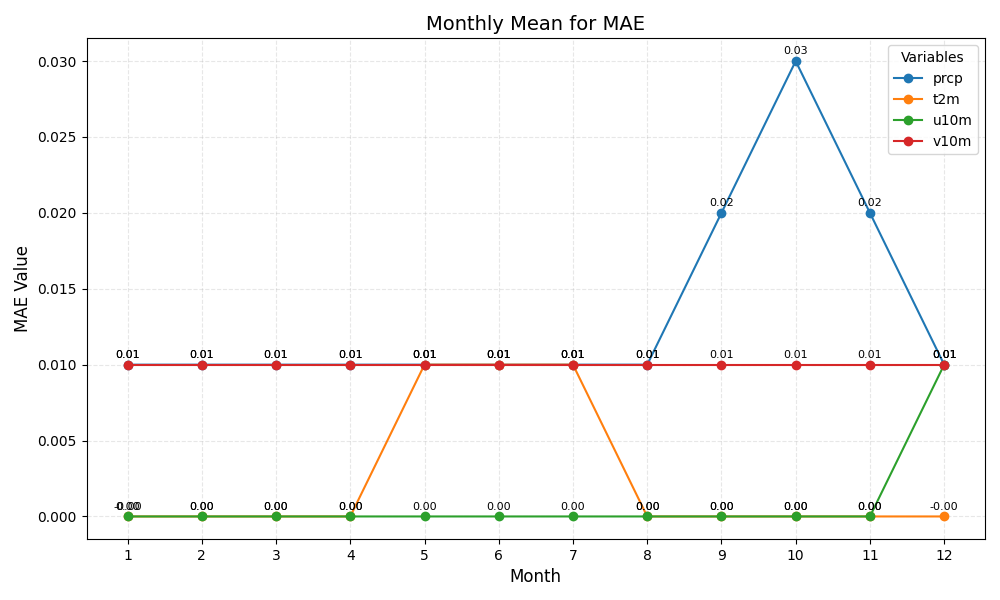 Monthly Mean for MAE
MAE Value
0.030
0.025
0.020
0.015
0.010
0.005
0.000
Variables
prcp
t2m
u10m
v10m
0.03
0.02
0.02
0.01 0.01 0.01 0.01 0.01 0.01 0.01 0.01 0.01 0.01 0.01 0.01
-0.00 0.00 0.00 0.00 0.00 0.00 0.00 0.00 0.00 0.00 0.00 -0.00
1 2 3 4 5 6 7 8 9 10 11 12
Month